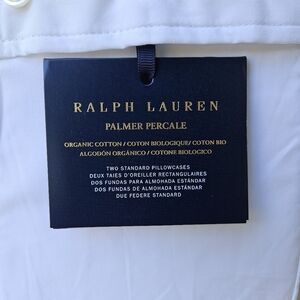 RALPH LAUREN
PALMER PERCALE
ORGANIC COTTON / COTON BIOLOGIQUE / COTON BIO
ALGODÓN ORGÁNICO / COTONE BIOLOGICO
TWO STANDARD PILLOWCASES
DEUX TAIES D'OREILLER RECTANGULAIRES
DOS FUNDAS PARA ALMOHADA ESTÁNDAR
DOS FUNDAS DE ALMOHADA ESTÁNDAR
DUE FEDERE STANDARD